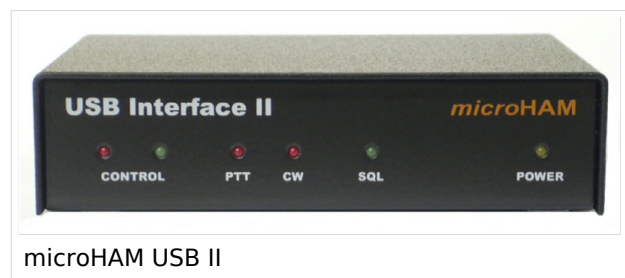 USB Interface II
microHAM
CONTROL PTT CW SQL POWER
microHAM USB II